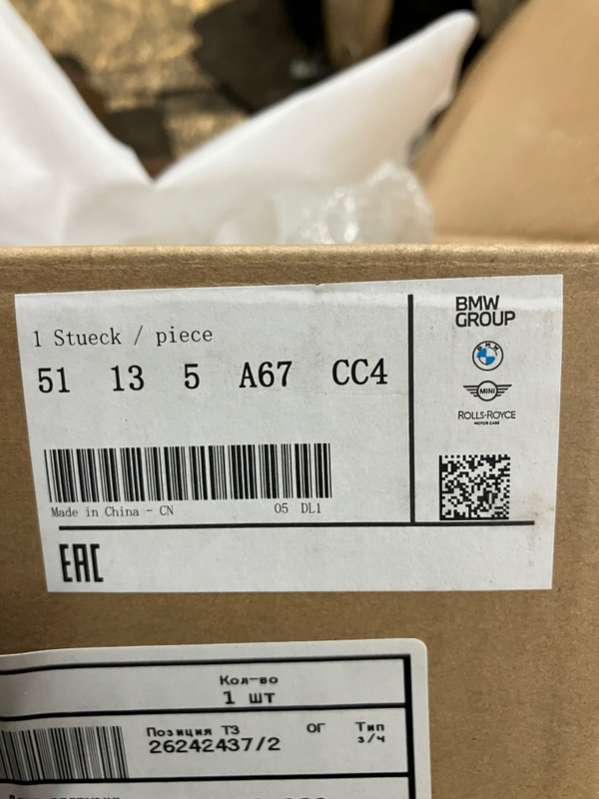 1 Stueck / piece
51 13 5 A67 CC4
Made in China - CN 05 DL1
EAC
BMW
GROUP
BMW
MINI
ROLLS-ROYCE
MOTOR CARS
Кол-во
1 шт
Позиция ТЗ ОГ Тип
26242437/2 з/ч